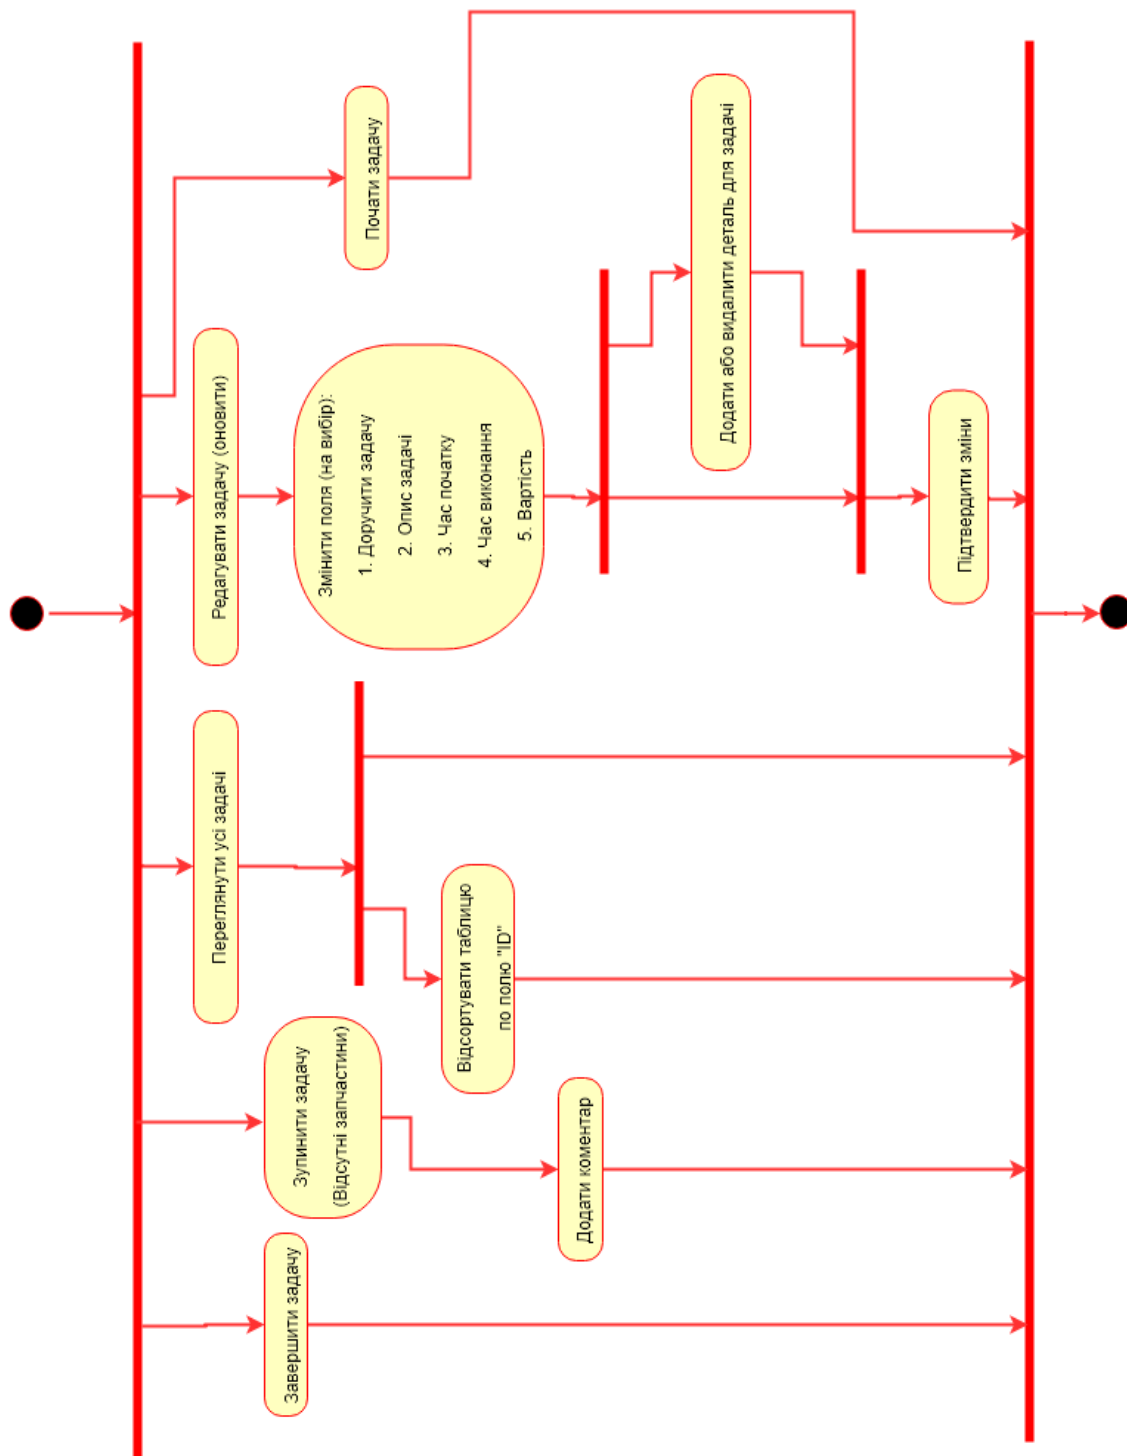 Завершити задачу
Зупинити задачу
(Відсутні запчастини)
Додати коментар
Переглянути усі задачі
Відсортувати таблицю
по полю "ID"
Редагувати задачу (оновити)
Змінити поля (на вибір):
1. Доручити задачу
2. Опис задачі
3. Час початку
4. Час виконання
5. Вартість
Додати або видалити деталь для задачі
Підтвердити зміни
Почати задачу